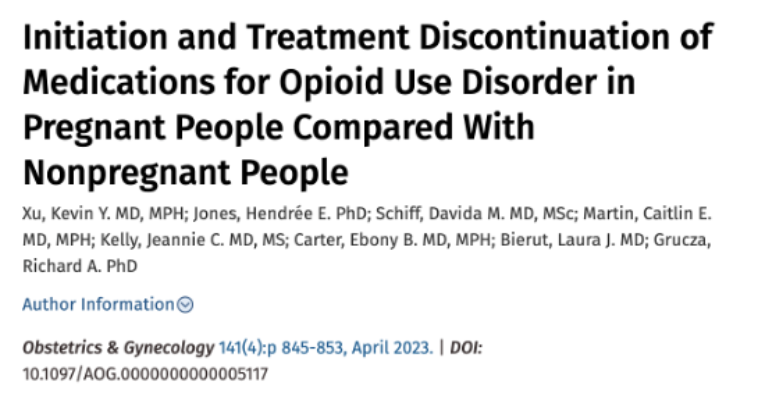 Initiation and Treatment Discontinuation of
Medications for Opioid Use Disorder in
Pregnant People Compared With
Nonpregnant People
Xu, Kevin Y. MD, MPH; Jones, Hendrée E. PhD; Schiff, Davida M. MD, MSc; Martin, Caitlin E.
MD, MPH; Kelly, Jeannie C. MD, MS; Carter, Ebony B. MD, MPH; Bierut, Laura J. MD; Grucza,
Richard A. PhD
Author Information
Obstetrics & Gynecology 141(4):p 845-853, April 2023. | DOI:
10.1097/AOG.0000000000005117